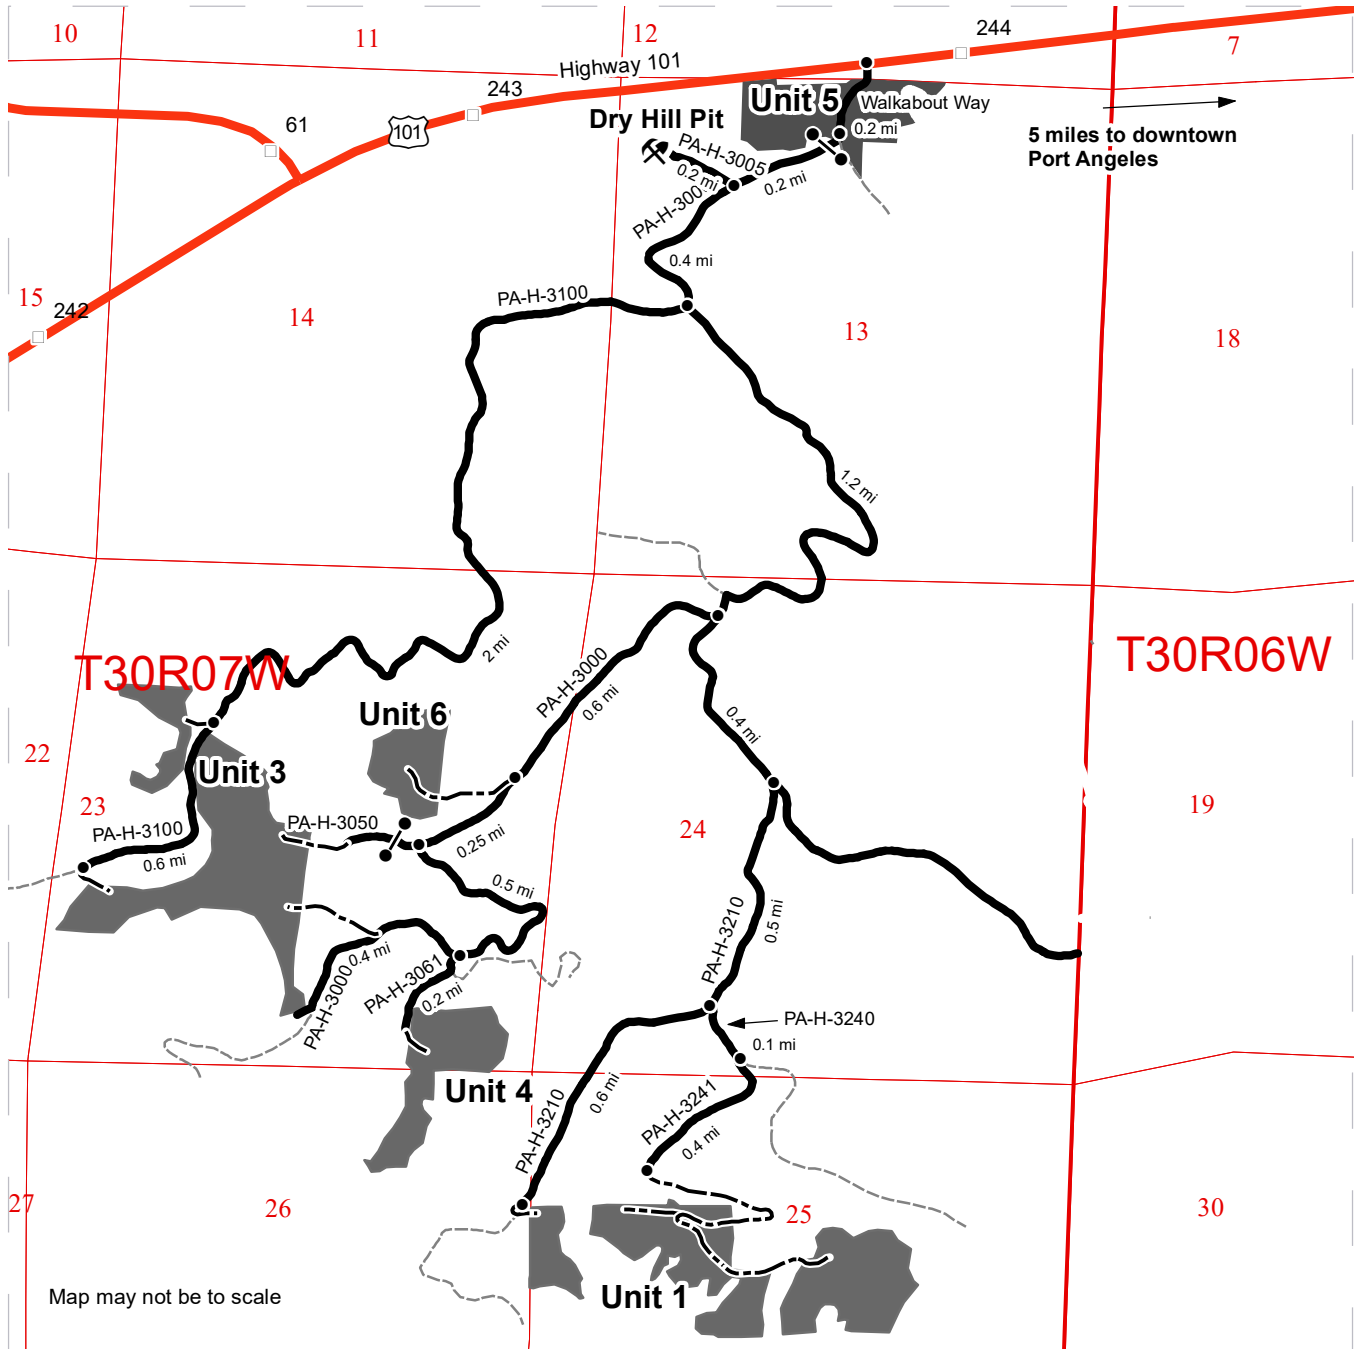 10
11
12
244
7
Highway 101
243
Unit 5
Walkabout Way
61
101
Dry Hill Pit
0.2 mi
5 miles to downtown
Port Angeles
PA-H-3005
0.2 mi
0.2 mi
PA-H-300
0.4 mi
15
242
14
PA-H-3100
13
18
1.2 mi
2 mi
T30R07W
T30R06W
PA-H-3000
0.6 mi
Unit 6
0.4 mi
22
Unit 3
23
19
PA-H-3100
0.6 mi
PA-H-3050
0.25 mi
24
0.5 mi
PA-H-3210
0.5 mi
0.4 mi
PA-H-3000
PA-H-3061
0.2 mi
PA-H-3240
0.1 mi
Unit 4
0.6 mi
PA-H-3210
PA-H-3241
0.4 mi
27
26
25
30
Unit 1
Map may not be to scale